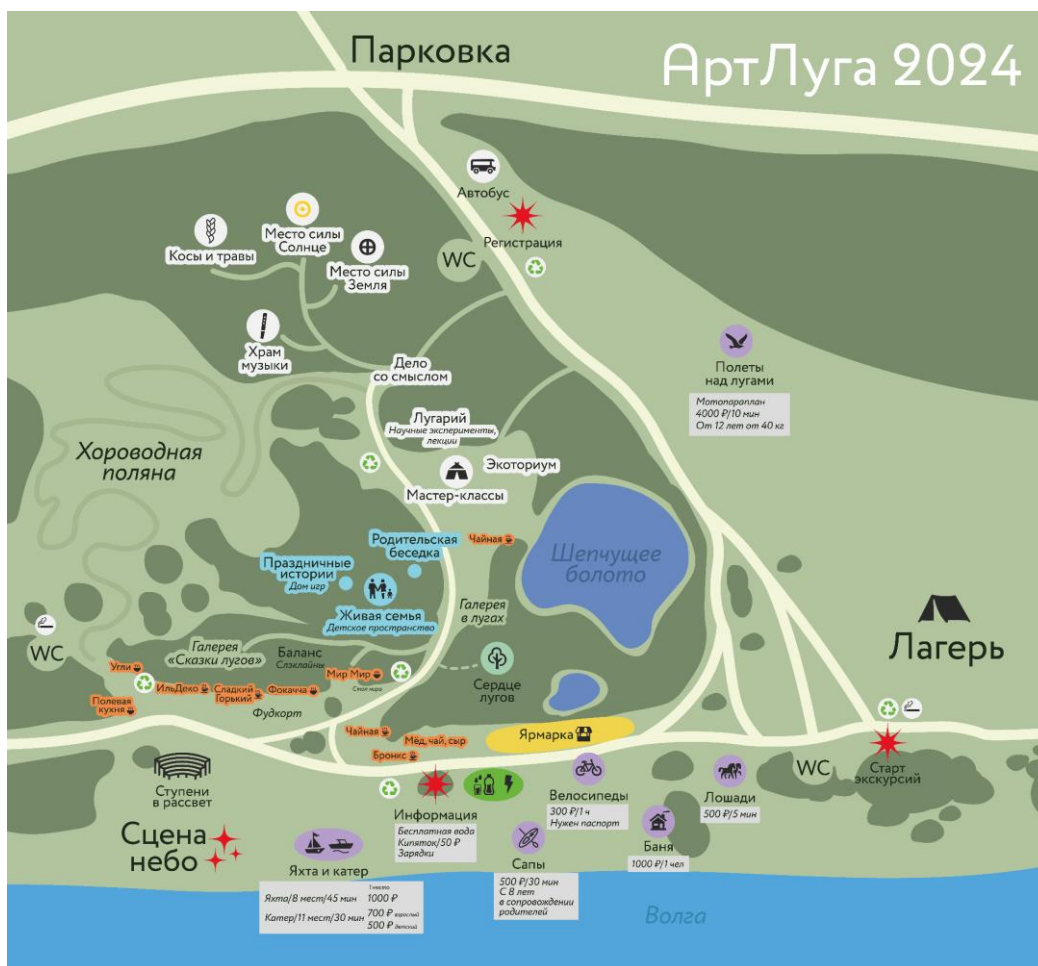 Парковка
АртЛуга 2024
Автобус
Регистрация
WC
Место силы
Солнце
Косы и травы
Место силы
Земля
Храм
музыки
Дело
со смыслом
Полеты
над лугами
Мотопараплан
4000 ₽/10 мин
От 12 лет от 40 кг
Лугарий
Научные эксперименты,
лекции
Хороводная
поляна
Экоториум
Мастер-классы
Родительская
беседка
Чайная
Шепчущее
болото
Праздничные
истории
Дом игр
Живая семья
Детское пространство
Галерея
в лугах
Лагерь
WC
Галерея
«Сказки лугов»
Баланс
Слэклайны
Угли
ИльДеко
Сладкий
Горький
Фокачча
Мир Мир
Стол мира
Сердце
лугов
Полевая
кухня
Фудкорт
Чайная
Мёд, чай, сыр
Бронкс
Ярмарка
Ступени
в рассвет
Информация
Бесплатная вода
Кипяток/50 ₽
Зарядки
Велосипеды
300 ₽/1 ч
Нужен паспорт
Лошади
500 ₽/5 мин
WC
Старт
экскурсий
Сцена
небо
Яхта и катер
1 место
Яхта/8 мест/45 мин 1000 ₽
Катер/11 мест/30 мин 700 ₽ взрослый
500 ₽ детский
Сапы
500 ₽/30 мин
С 8 лет
в сопровождении
родителей
Баня
1000 ₽/1 чел
Волга